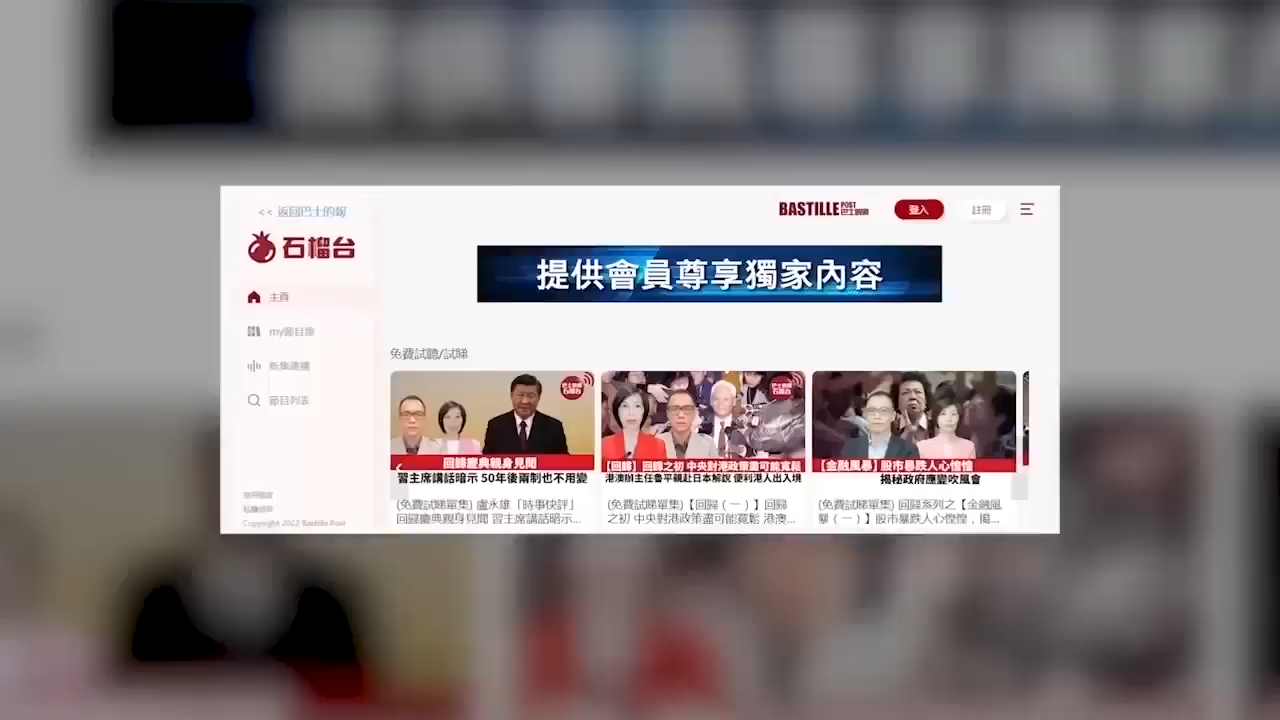 << 返回巴士的報
石榴台
主頁
my節目庫
新集重溫
節目列表
Copyright 2022 Bastille Post
BASTILLE POST 巴士的報
登入
註冊
提供會員尊享獨家內容
免費試聽/試睇
回歸慶典親身見聞
習主席講話暗示 50年後兩制也不用變
(免費試睇單集) 盧永雄「時事快評」
回歸慶典親身見聞 習主席講話暗示...
【回歸】回歸之初 中央對港政策盡可能寬鬆
港澳辦主任魯平親赴日本解說 便利港人出入境
(免費試睇單集)【回歸（一）】回歸
之初 中央對港政策盡可能寬鬆 港澳...
【金融風暴】股市暴跌人心惶惶
揭秘政府應變吹風會
(免費試睇單集) 回歸系列之【金融風
暴（一）】股市暴跌人心惶惶，揭...